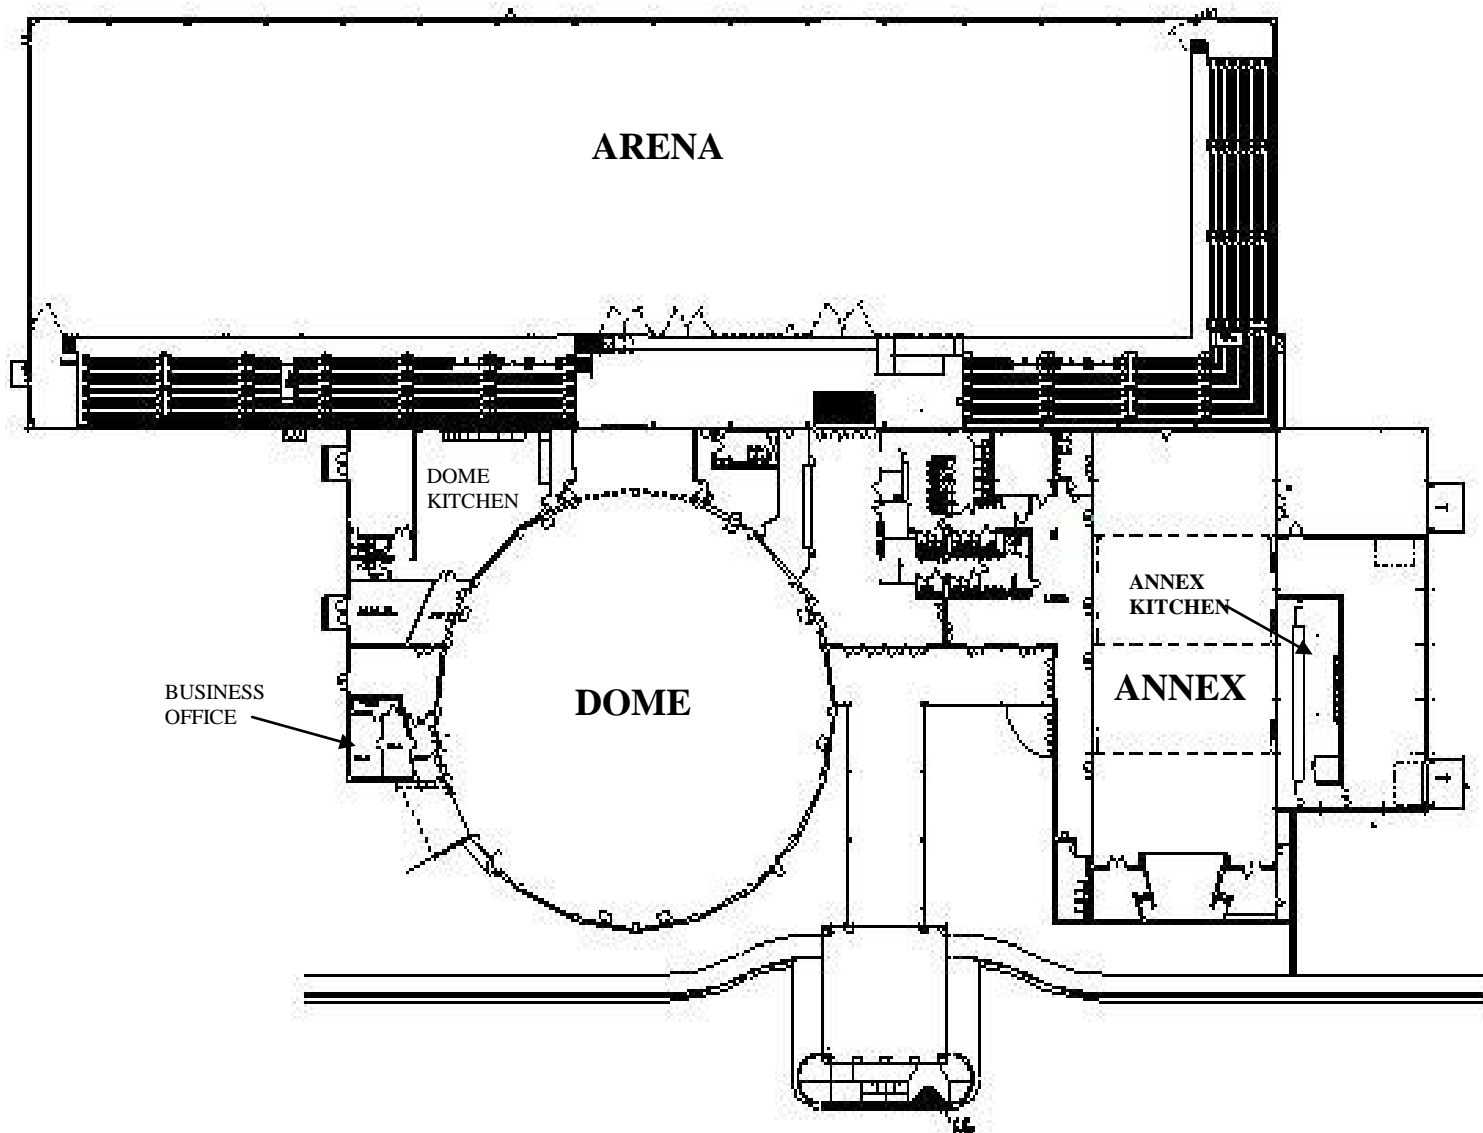 ARENA
DOME
KITCHEN
ANNEX
KITCHEN
BUSINESS
OFFICE
DOME
ANNEX